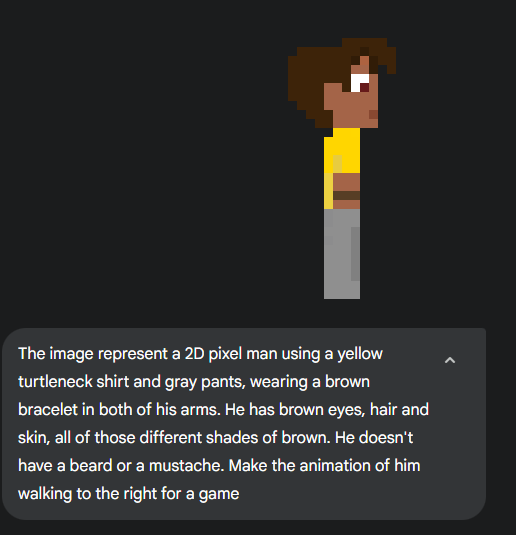 The image represent a 2D pixel man using a yellow
turtleneck shirt and gray pants, wearing a brown
bracelet in both of his arms. He has brown eyes, hair and
skin, all of those different shades of brown. He doesn't
have a beard or a mustache. Make the animation of him
walking to the right for a game